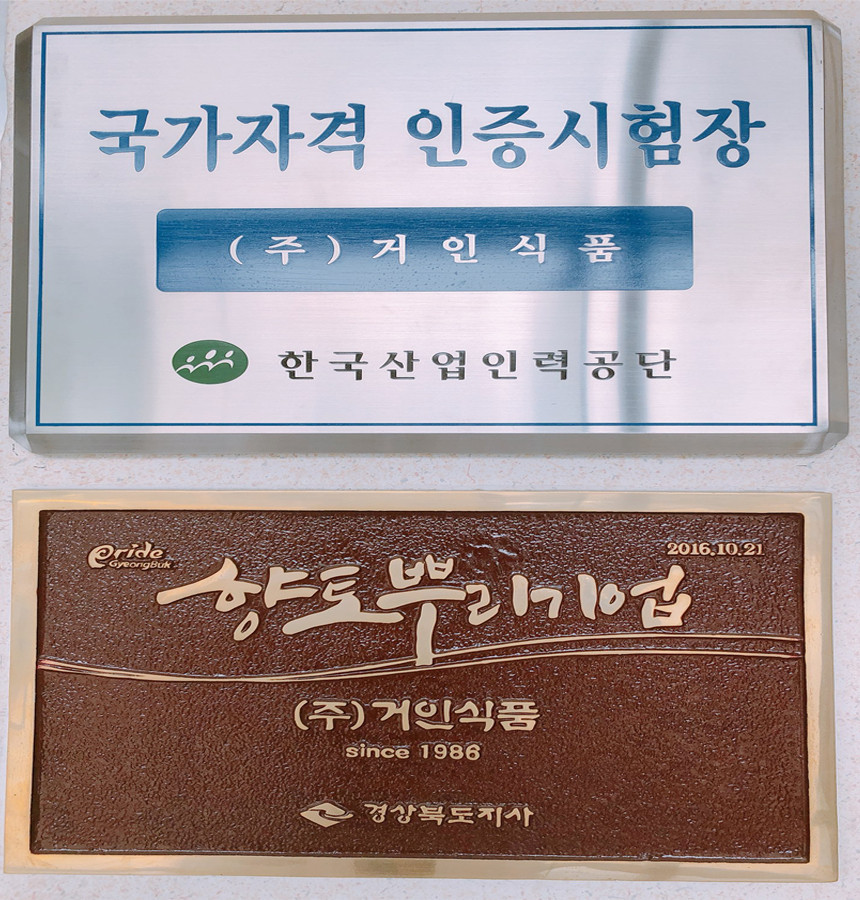 국가자격 인증시험장
(주)거인식품
한국산업인력공단
Pride
GyeongBuk
2016.10.21
향토뿌리기업
(주)거인식품
since 1986
경상북도지사